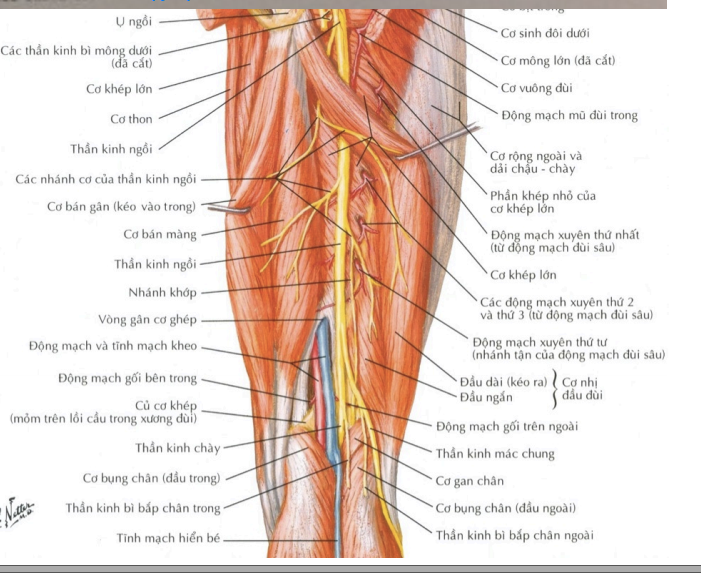 Ụ ngồi
Các thần kinh bì mông dưới
(đã cắt)
Cơ khép lớn
Cơ thon
Thần kinh ngồi
Các nhánh cơ của thần kinh ngồi
Cơ bán gân (kéo vào trong)
Cơ bán màng
Thần kinh ngồi
Nhánh khớp
Vòng gân cơ ghép
Động mạch và tĩnh mạch kheo
Động mạch gối bên trong
Củ cơ khép
(mỏm trên lồi cầu trong xương đùi)
Thần kinh chày
Cơ bụng chân (đầu trong)
Thần kinh bì bắp chân trong
Tĩnh mạch hiển bé
Cơ sinh đôi dưới
Cơ mông lớn (đã cắt)
Cơ vuông đùi
Động mạch mũ đùi trong
Cơ rộng ngoài và
dải chậu - chày
Phần khép nhỏ của
cơ khép lớn
Động mạch xuyên thứ nhất
(từ động mạch đùi sâu)
Cơ khép lớn
Các động mạch xuyên thứ 2
và thứ 3 (từ động mạch đùi sâu)
Động mạch xuyên thứ tư
(nhánh tận của động mạch đùi sâu)
Đầu dài (kéo ra)
Đầu ngắn
Cơ nhị
đầu đùi
Động mạch gối trên ngoài
Thần kinh mác chung
Cơ gan chân
Cơ bụng chân (đầu ngoài)
Thần kinh bì bắp chân ngoài